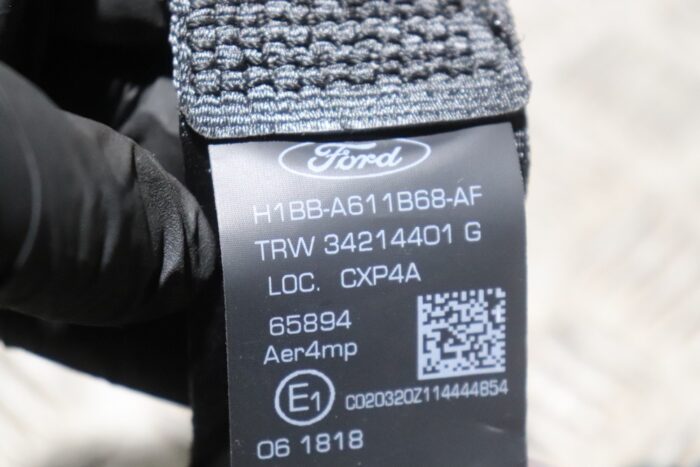 Ford
H1BB-A611B68-AF
TRW 34214401 G
LOC. CXP4A
65894
Aer4mp
E1
C020320Z114444854
06 1818